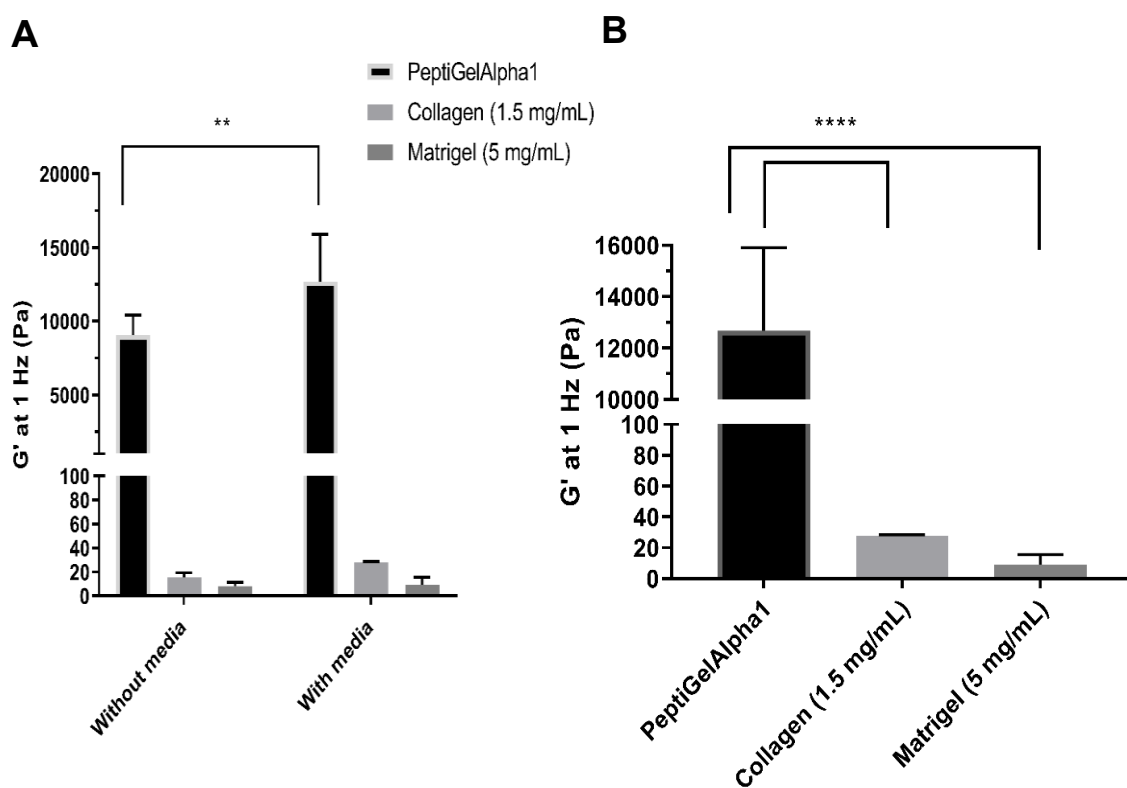 A
PeptiGelAlpha1
Collagen (1.5 mg/mL)
Matrigel (5 mg/mL)
**
G' at 1 Hz (Pa)
20000
15000
10000
5000
100
80
60
40
20
0
Without media
With media
B
****
G' at 1 Hz (Pa)
16000
14000
12000
10000
100
80
60
40
20
0
PeptiGelAlpha1
Collagen (1.5 mg/mL)
Matrigel (5 mg/mL)